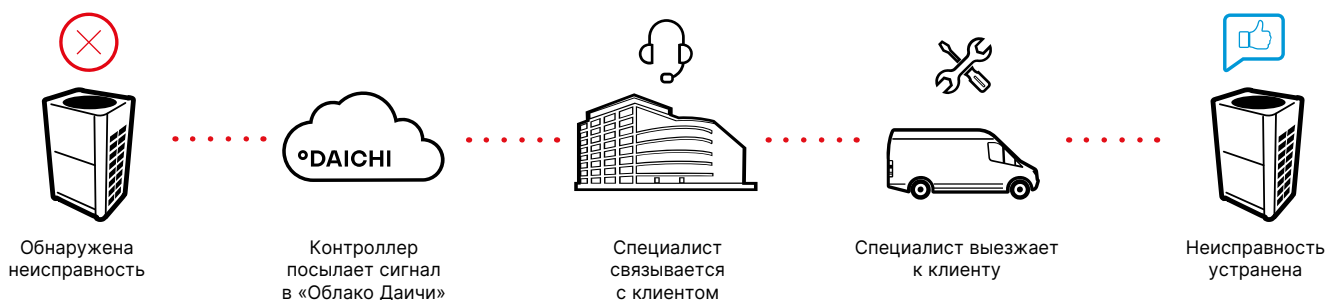 °DAICHI
Обнаружена
неисправность
Контроллер
посылает сигнал
в «Облако Даичи»
Специалист
связывается
с клиентом
Специалист выезжает
к клиенту
Неисправность
устранена